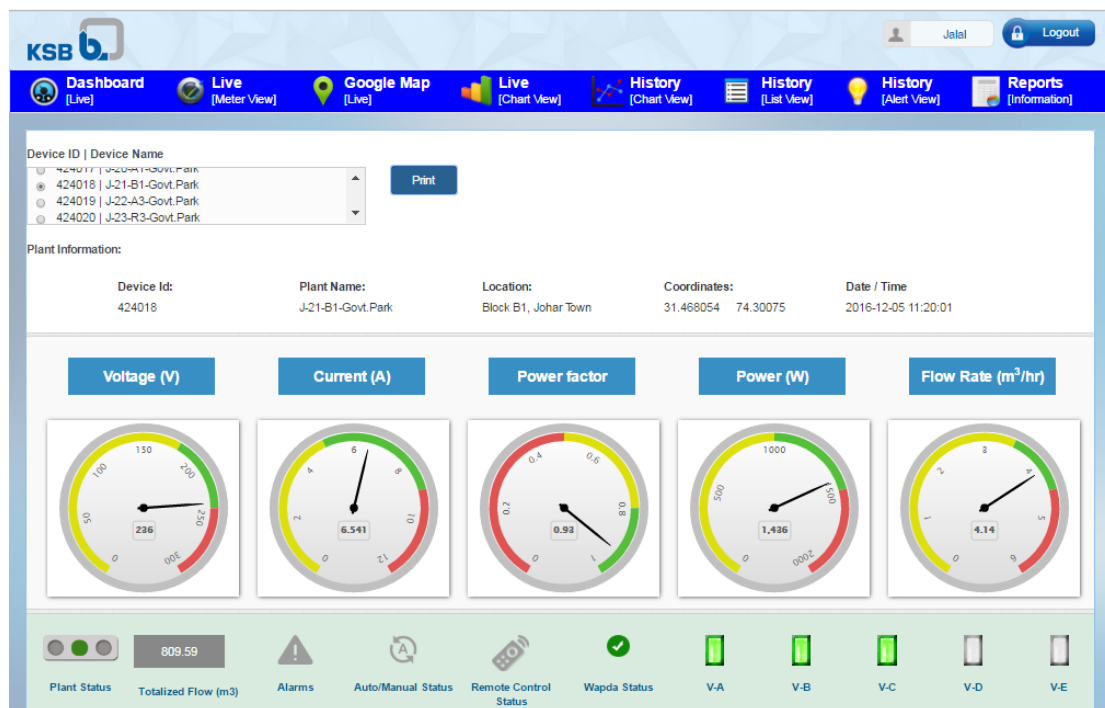 KSB b.
Jalal
Logout
Dashboard
[Live]
Live
[Meter View]
Google Map
[Live]
Live
[Chart View]
History
[Chart View]
History
[List View]
History
[Alert View]
Reports
[Information]
Device ID | Device Name
424017 | J-20-A1-Govt.Park
424018 | J-21-B1-Govt.Park
424019 | J-22-A3-Govt.Park
424020 | J-23-R3-Govt.Park
Print
Plant Information:
Device Id: Plant Name: Location: Coordinates: Date / Time
424018 J-21-B1-Govt.Park Block B1, Johar Town 31.468054 74.30075 2016-12-05 11:20:01
Voltage (V) Current (A) Power factor Power (W) Flow Rate (m³/hr)
0 50 100 150 200 250 300
236
0 2 4 6 8 10 12
6.541
0 0.2 0.4 0.6 0.8 1
0.93
0 500 1000 1500 2000
1,436
0 1 2 3 4 5 6
4.14
809.59
A
Plant Status
Totalized Flow (m3)
Alarms
Auto/Manual Status
Remote Control
Status
Wapda Status
V-A
V-B
V-C
V-D
V-E